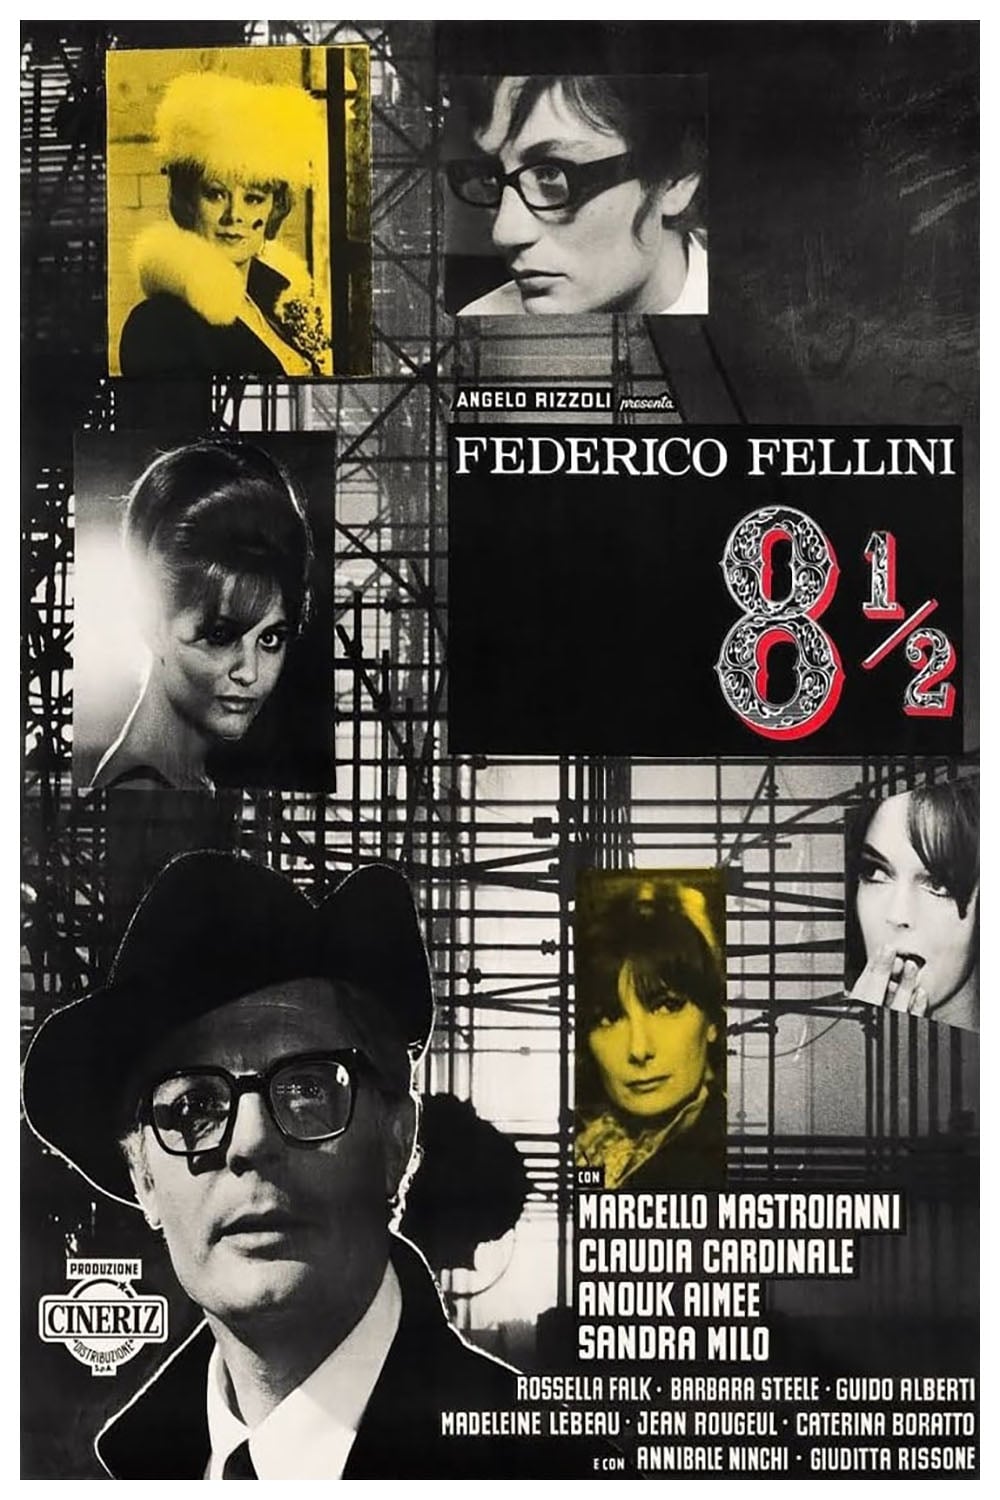 ANGELO RIZZOLI presenta
FEDERICO FELLINI
8 1/2
CON
MARCELLO MASTROIANNI
CLAUDIA CARDINALE
ANOUK AIMEE
SANDRA MILO
ROSSELLA FALK · BARBARA STEELE · GUIDO ALBERTI
MADELEINE LEBEAU · JEAN ROUGEUL · CATERINA BORATTO
E CON ANNIBALE NINCHI · GIUDITTA RISSONE
PRODUZIONE
CINERIZ
DISTRIBUZIONE
S.p.A.